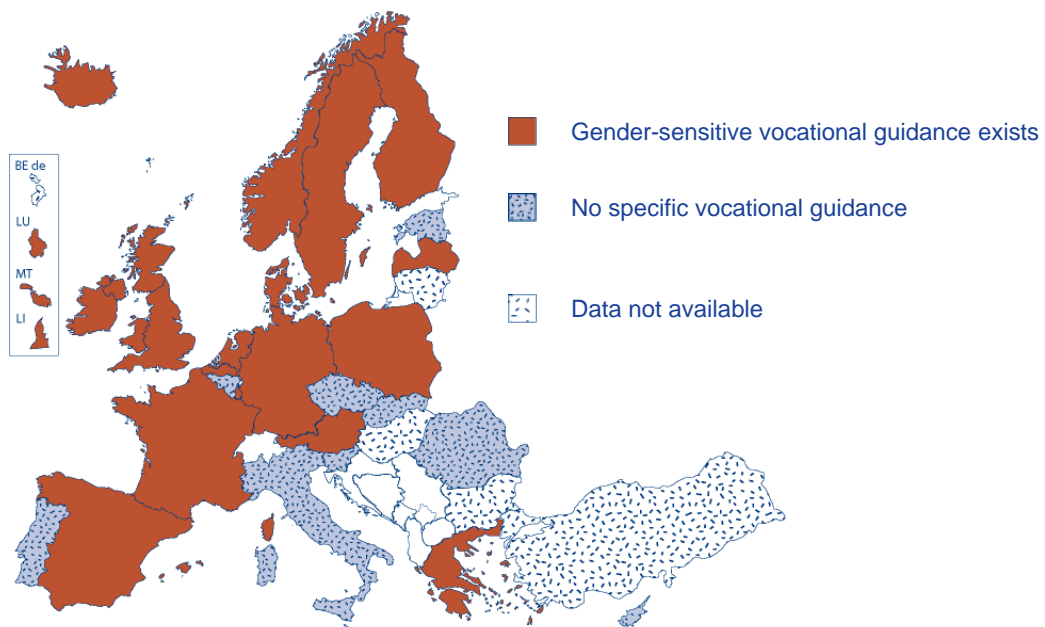 Gender-sensitive vocational guidance exists
BE de
No specific vocational guidance
LU
MT
Data not available
LI